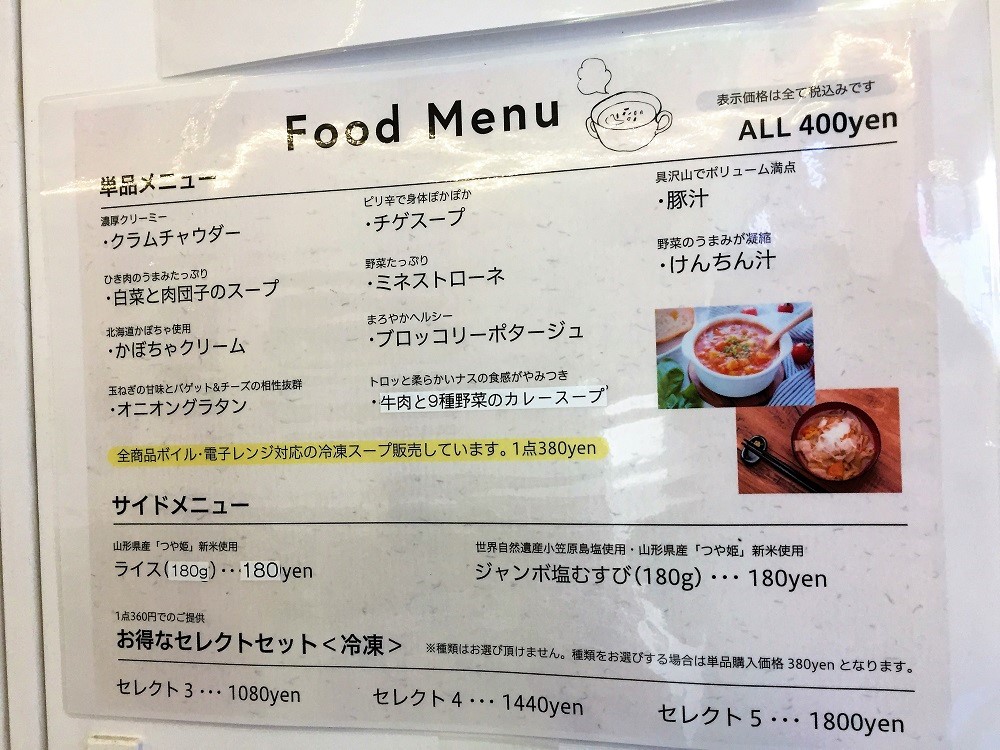 Food Menu
表示価格は全て税込みです
ALL 400yen
単品メニュー
濃厚クリーミー
・クラムチャウダー
ひき肉のうまみたっぷり
・白菜と肉団子のスープ
北海道かぼちゃ使用
・かぼちゃクリーム
玉ねぎの甘味とバゲット&チーズの相性抜群
・オニオングラタン
ピリ辛で身体ぽかぽか
・チゲスープ
野菜たっぷり
・ミネストローネ
まろやかヘルシー
・ブロッコリーポタージュ
トロッと柔らかいナスの食感がやみつき
・牛肉と9種野菜のカレースープ
具沢山でボリューム満点
・豚汁
野菜のうまみが凝縮
・けんちん汁
全商品ボイル・電子レンジ対応の冷凍スープ販売しています。1点380yen
サイドメニュー
山形県産「つや姫」新米使用
ライス(180g)・・・180yen
世界自然遺産小笠原島塩使用・山形県産「つや姫」新米使用
ジャンボ塩むすび(180g)・・・180yen
1点360円でのご提供
お得なセレクトセット<冷凍>
※種類はお選び頂けません。種類をお選びする場合は単品購入価格380yenとなります。
セレクト3・・・1080yen
セレクト4・・・1440yen
セレクト5・・・1800yen